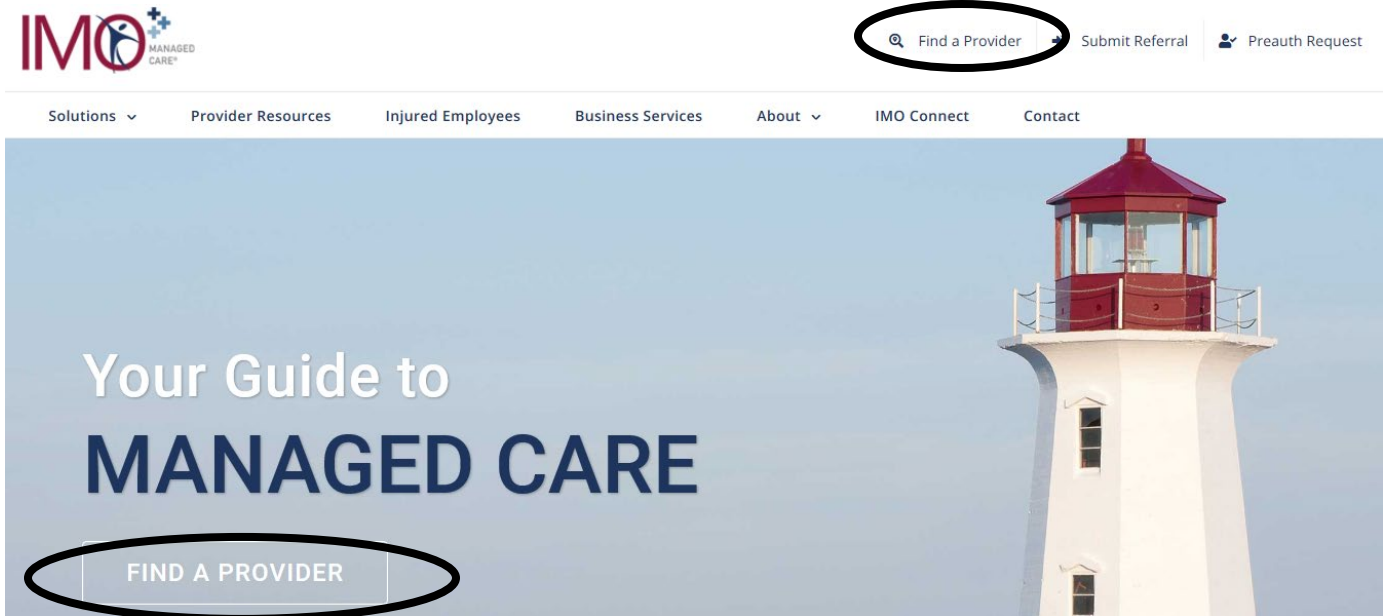 IMO MANAGED CARE®
Find a Provider Submit Referral Preauth Request
Solutions Provider Resources Injured Employees Business Services About IMO Connect Contact
Your Guide to
MANAGED CARE
FIND A PROVIDER